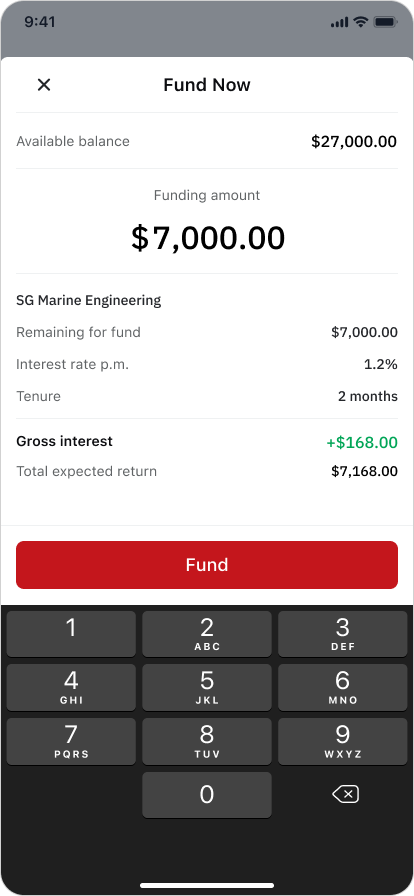 9:41
Fund Now
Available balance $27,000.00
Funding amount
$7,000.00
SG Marine Engineering
Remaining for fund $7,000.00
Interest rate p.m. 1.2%
Tenure 2 months
Gross interest +$168.00
Total expected return $7,168.00
Fund
1 2 3
ABC DEF
4 5 6
GHI JKL MNO
7 8 9
PQRS TUV WXYZ
0